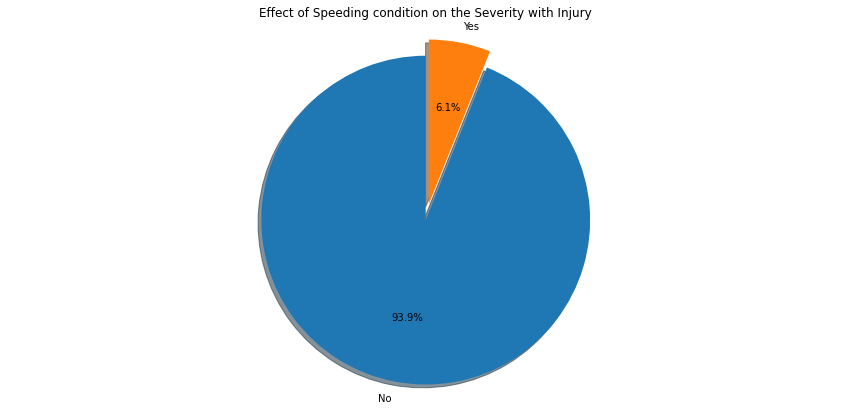 Effect of Speeding condition on the Severity with Injury
Yes
6.1%
93.9%
No